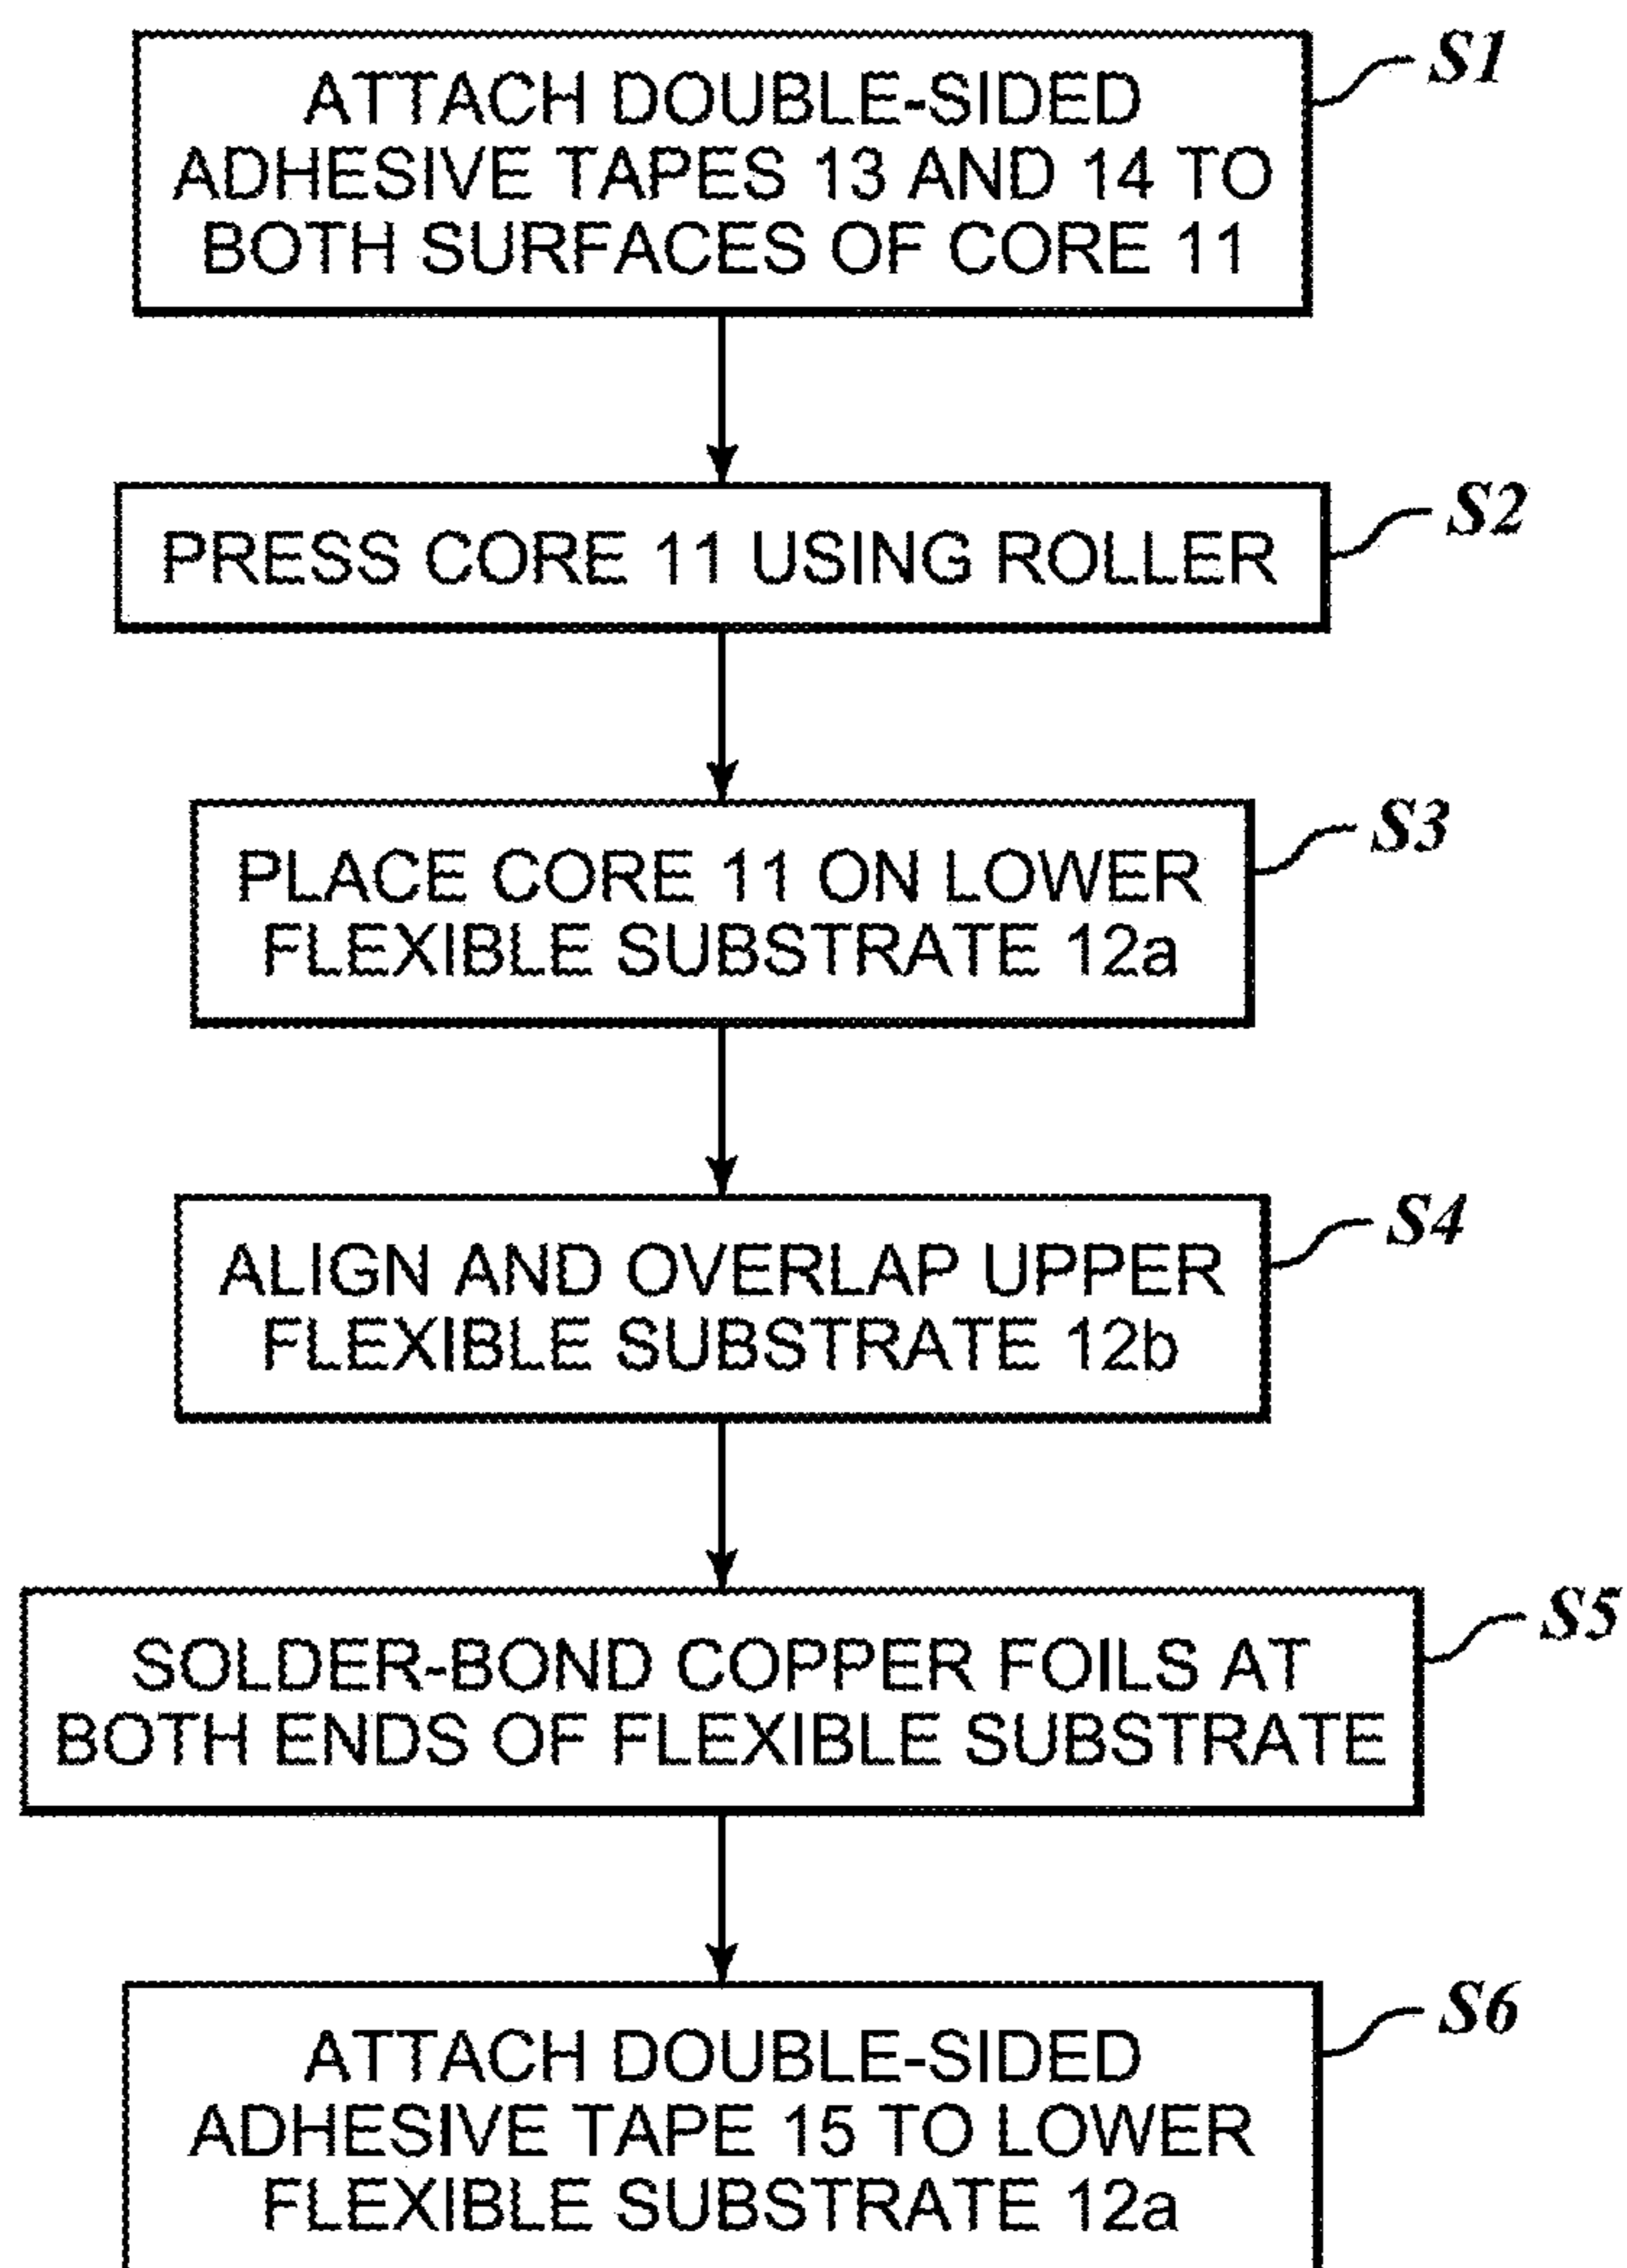 S1
ATTACH DOUBLE-SIDED
ADHESIVE TAPES 13 AND 14 TO
BOTH SURFACES OF CORE 11
S2
PRESS CORE 11 USING ROLLER
S3
PLACE CORE 11 ON LOWER
FLEXIBLE SUBSTRATE 12a
S4
ALIGN AND OVERLAP UPPER
FLEXIBLE SUBSTRATE 12b
S5
SOLDER-BOND COPPER FOILS AT
BOTH ENDS OF FLEXIBLE SUBSTRATE
S6
ATTACH DOUBLE-SIDED
ADHESIVE TAPE 15 TO LOWER
FLEXIBLE SUBSTRATE 12a